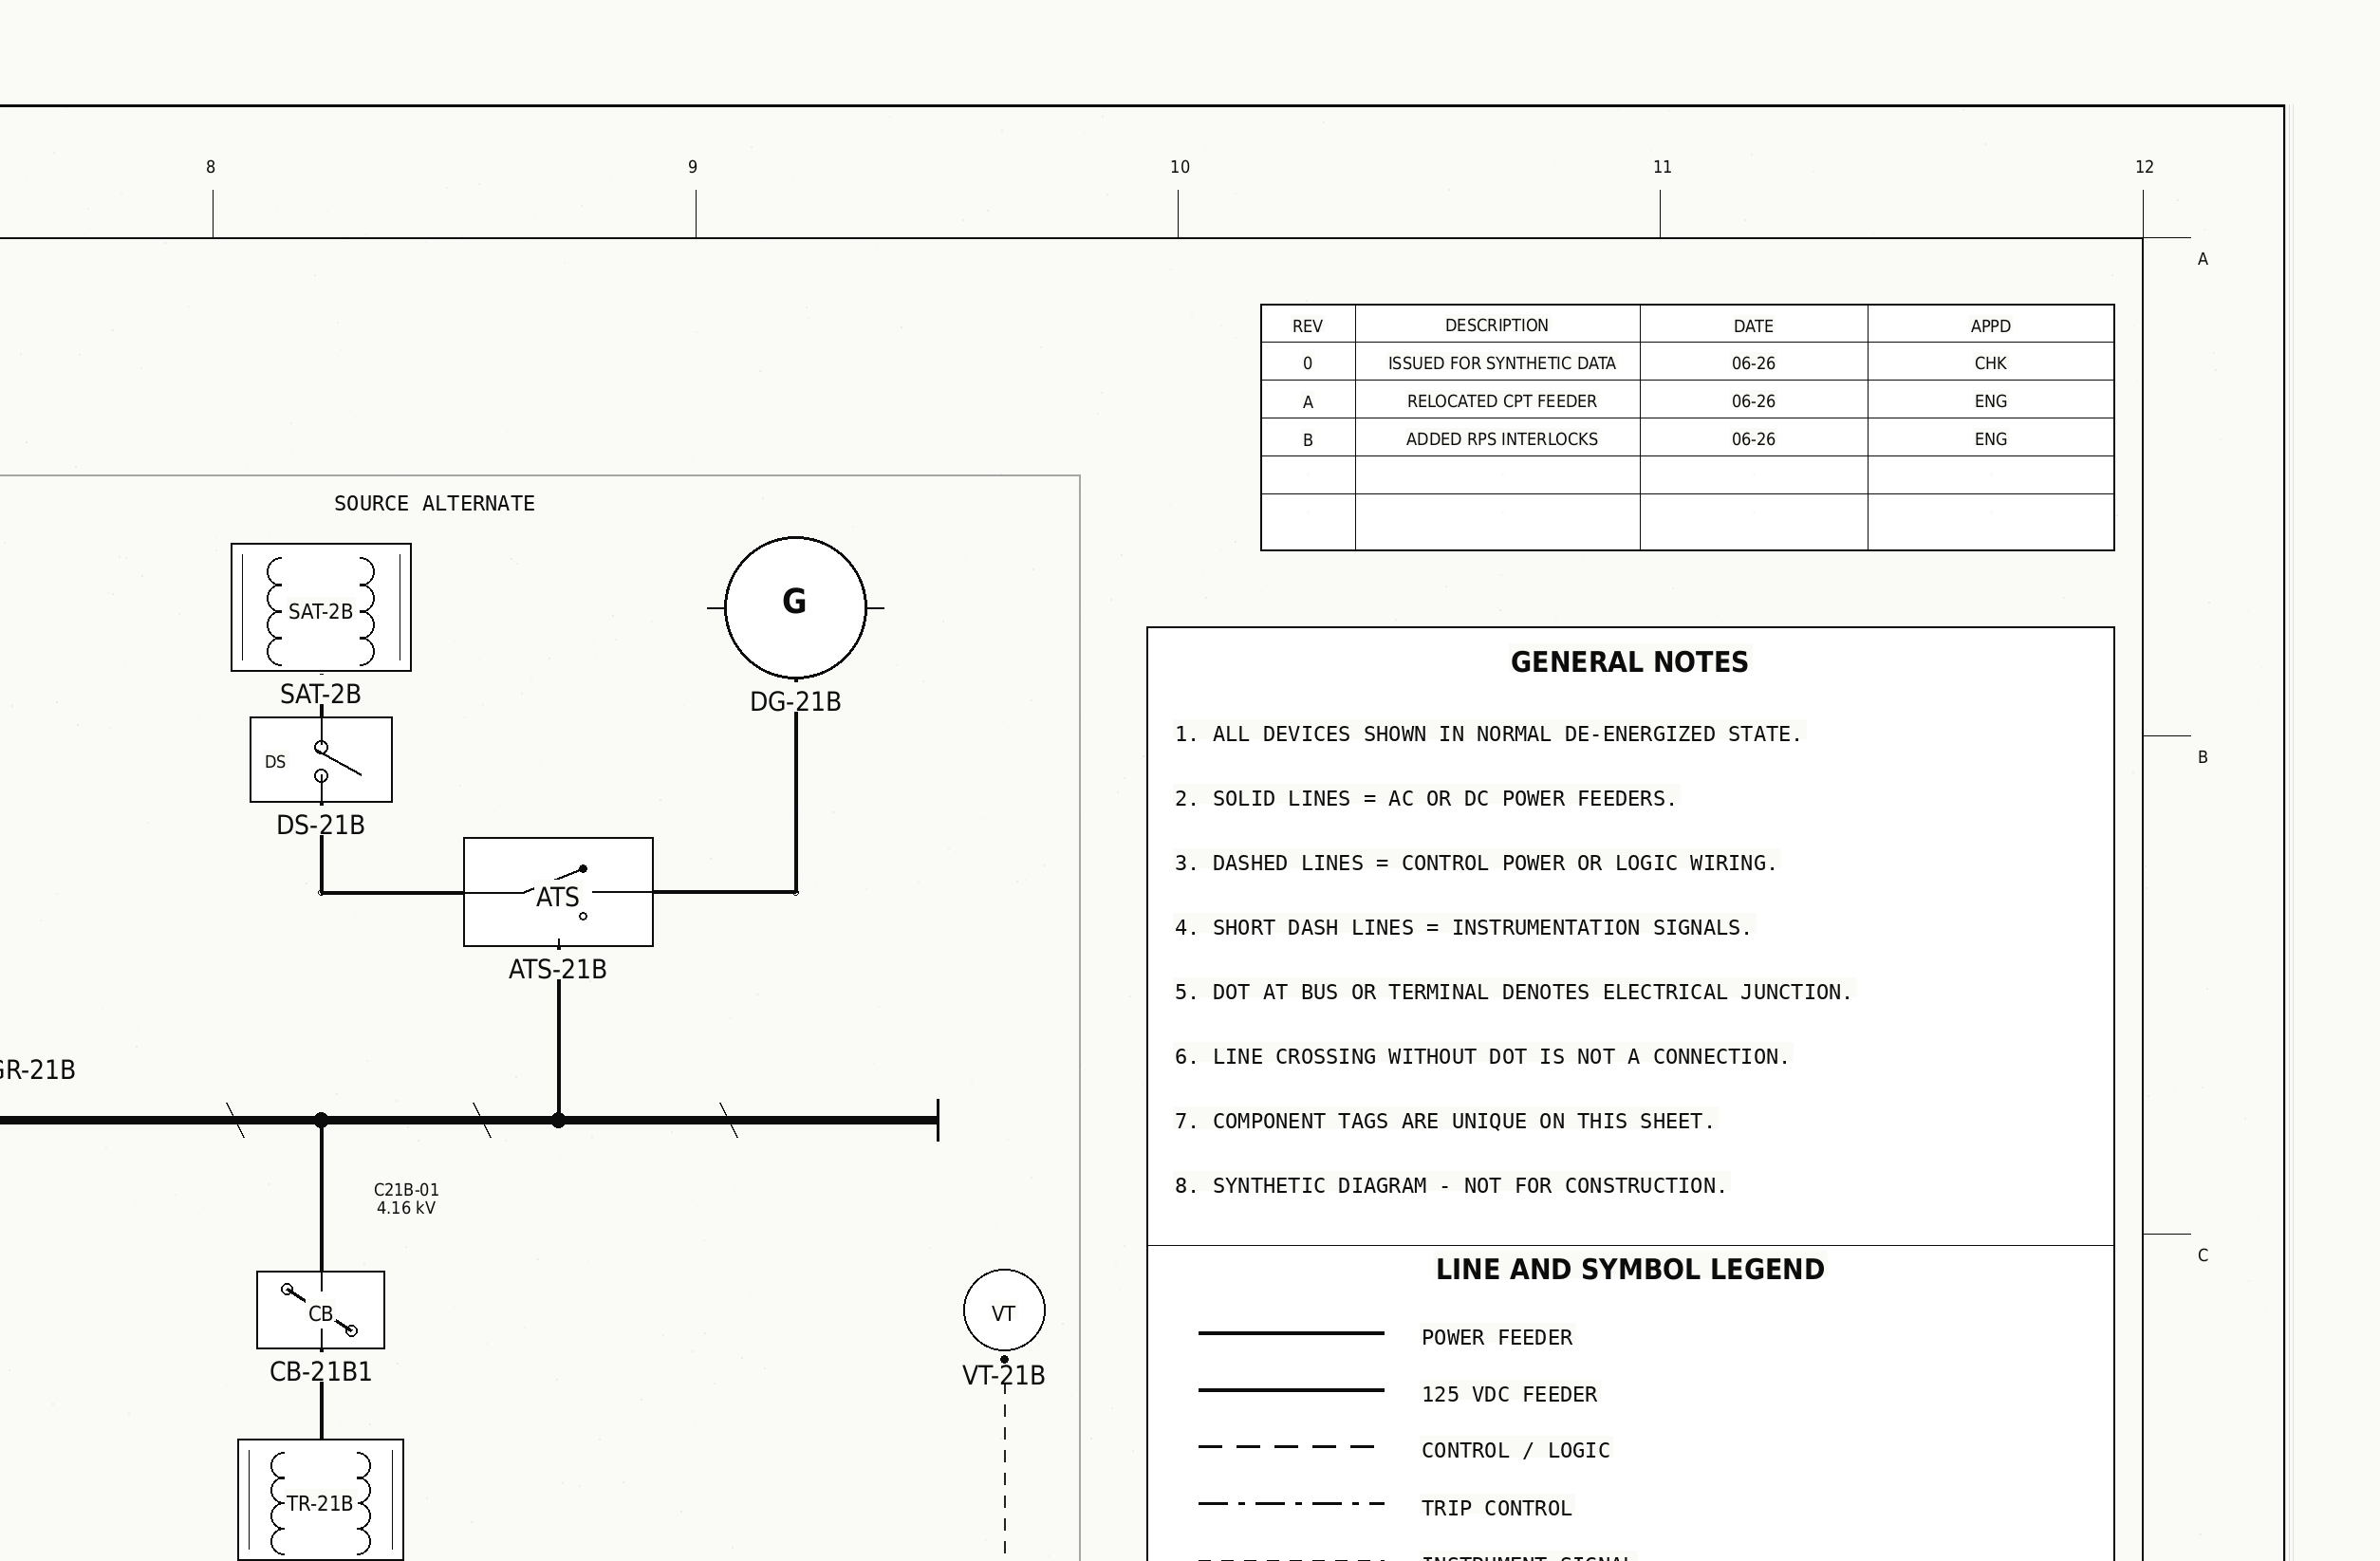 8 9 10 11 12
A
REV DESCRIPTION DATE APPD
0 ISSUED FOR SYNTHETIC DATA 06-26 CHK
A RELOCATED CPT FEEDER 06-26 ENG
B ADDED RPS INTERLOCKS 06-26 ENG
SOURCE ALTERNATE
SAT-2B
SAT-2B
G
DG-21B
DS
DS-21B
ATS
ATS-21B
GR-21B
C21B-01
4.16 kV
CB
CB-21B1
VT
VT-21B
TR-21B
GENERAL NOTES
1. ALL DEVICES SHOWN IN NORMAL DE-ENERGIZED STATE.
2. SOLID LINES = AC OR DC POWER FEEDERS.
3. DASHED LINES = CONTROL POWER OR LOGIC WIRING.
4. SHORT DASH LINES = INSTRUMENTATION SIGNALS.
5. DOT AT BUS OR TERMINAL DENOTES ELECTRICAL JUNCTION.
6. LINE CROSSING WITHOUT DOT IS NOT A CONNECTION.
7. COMPONENT TAGS ARE UNIQUE ON THIS SHEET.
8. SYNTHETIC DIAGRAM - NOT FOR CONSTRUCTION.
LINE AND SYMBOL LEGEND
POWER FEEDER
125 VDC FEEDER
CONTROL / LOGIC
TRIP CONTROL
INSTRUMENT SIGNAL
B
C